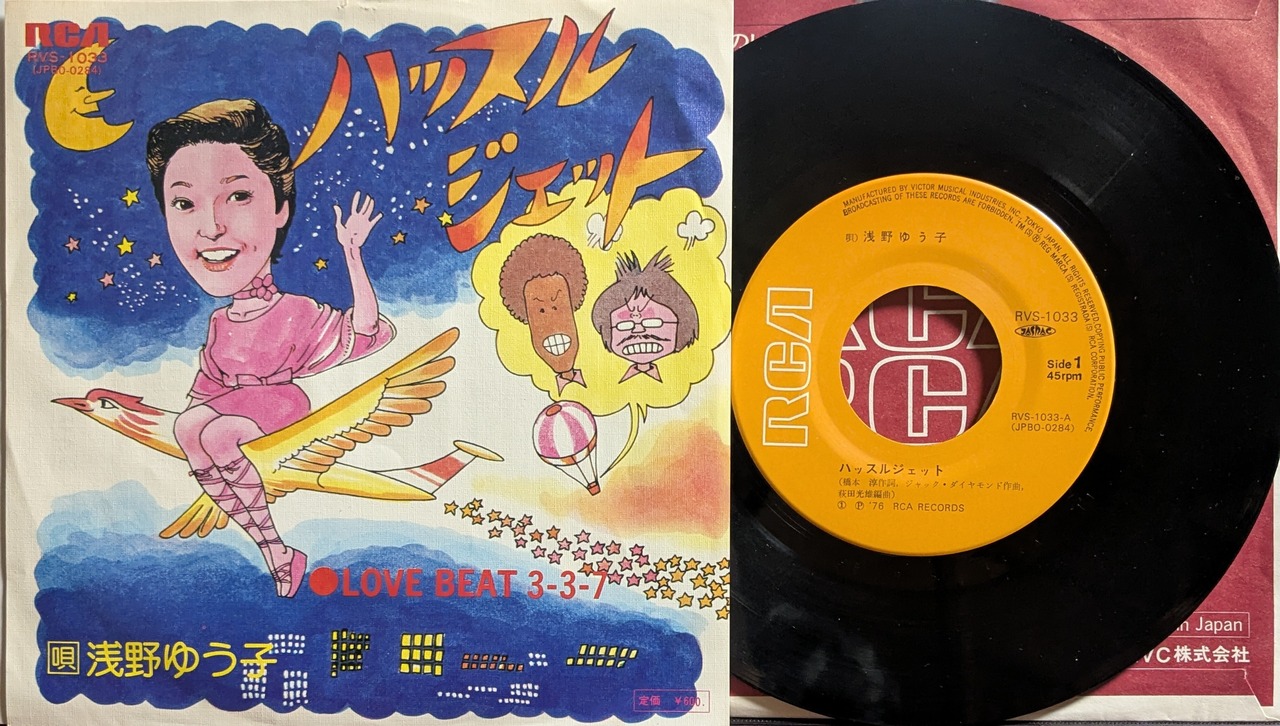 RCA
RVS-1033
(JPBO-0284)
ハッスル
ジェット
●LOVE BEAT 3-3-7
唄 浅野ゆう子
定価 ¥600.
MANUFACTURED BY VICTOR MUSICAL INDUSTRIES, INC. TOKYO JAPAN. ALL RIGHTS RESERVED. COPYING PUBLIC PERFORMANCE,
BROADCASTING OF THESE RECORDS ARE FORBIDDEN. TM(S) ® REG MARCA(S) REGISTRADA(S) RCA CORPORATION.
唄) 浅野ゆう子
RCA
RVS-1033
JASRAC
Side 1
45rpm
RVS-1033-A
(JPBO-0284)
ハッスルジェット
(橋本 淳作詞, ジャック・ダイヤモンド作曲,
萩田光雄編曲)
Ⓟ '76 RCA RECORDS
in Japan
VC株式会社